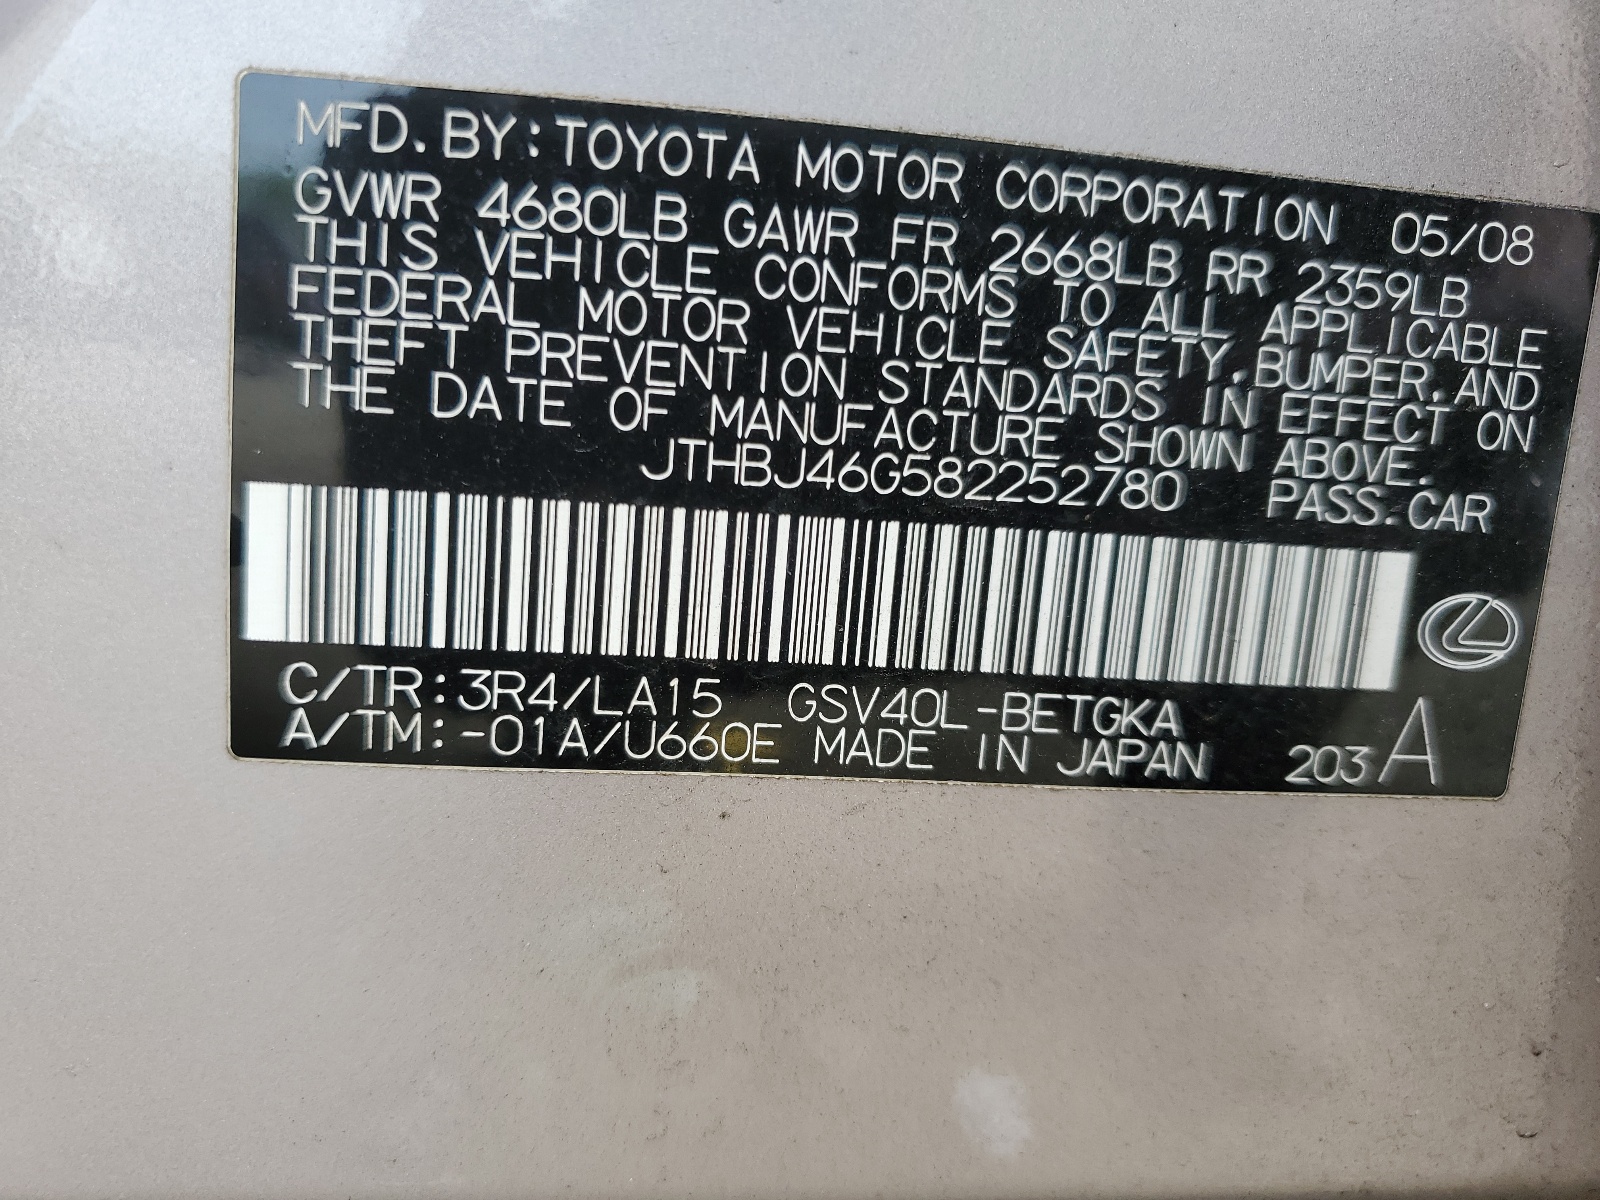 MFD. BY: TOYOTA MOTOR CORPORATION 05/08
GVWR 4680LB GAWR FR 2668LB RR 2359LB
THIS VEHICLE CONFORMS TO ALL APPLICABLE
FEDERAL MOTOR VEHICLE SAFETY, BUMPER, AND
THEFT PREVENTION STANDARDS IN EFFECT ON
THE DATE OF MANUFACTURE SHOWN ABOVE.
JTHBJ46G582252780 PASS. CAR
C/TR: 3R4/LA15 GSV40L-BETGKA
A/TM: -01A/U660E MADE IN JAPAN 203 A